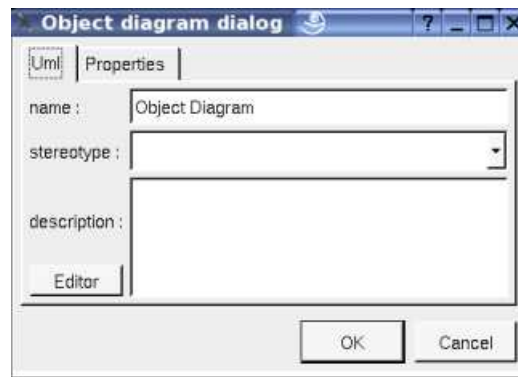 Object diagram dialog ?
Uml Properties
name : Object Diagram
stereotype :
description :
Editor
OK Cancel